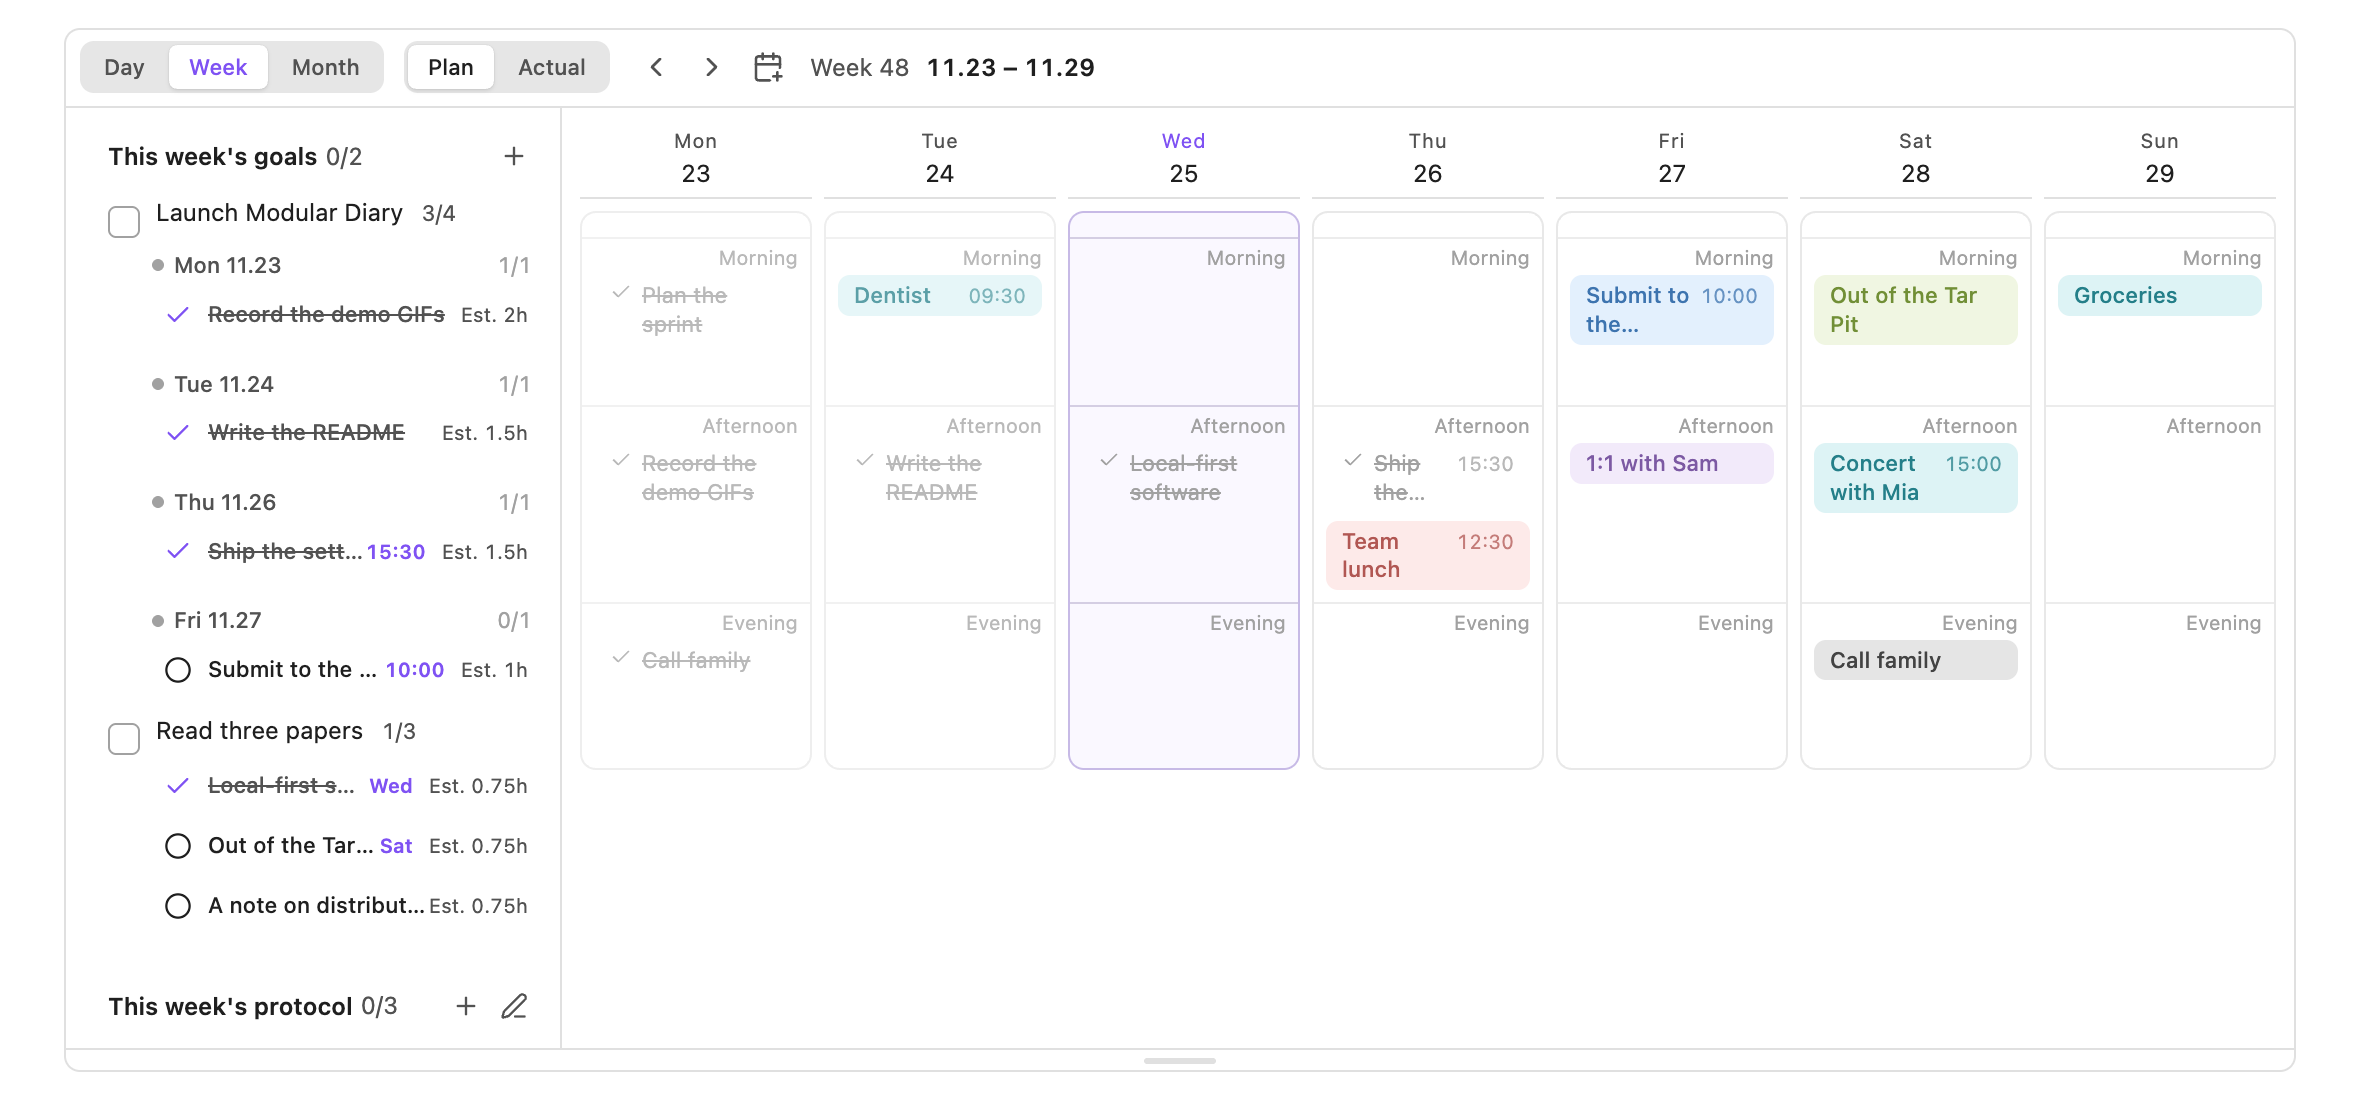 Day Week Month Plan Actual Week 48 11.23 – 11.29
This week's goals 0/2
Launch Modular Diary 3/4
Mon 11.23 1/1
Record the demo GIFs Est. 2h
Tue 11.24 1/1
Write the README Est. 1.5h
Thu 11.26 1/1
Ship the sett... 15:30 Est. 1.5h
Fri 11.27 0/1
Submit to the ... 10:00 Est. 1h
Read three papers 1/3
Local-first s... Wed Est. 0.75h
Out of the Tar... Sat Est. 0.75h
A note on distribut... Est. 0.75h
This week's protocol 0/3
Mon
23
Morning
Plan the
sprint
Afternoon
Record the
demo GIFs
Evening
Call family
Tue
24
Morning
Dentist 09:30
Afternoon
Write the
README
Evening
Wed
25
Morning
Afternoon
Local-first
software
Evening
Thu
26
Morning
Afternoon
Ship 15:30
the...
Team 12:30
lunch
Evening
Fri
27
Morning
Submit to 10:00
the...
Afternoon
1:1 with Sam
Evening
Sat
28
Morning
Out of the Tar
Pit
Afternoon
Concert 15:00
with Mia
Evening
Call family
Sun
29
Morning
Groceries
Afternoon
Evening